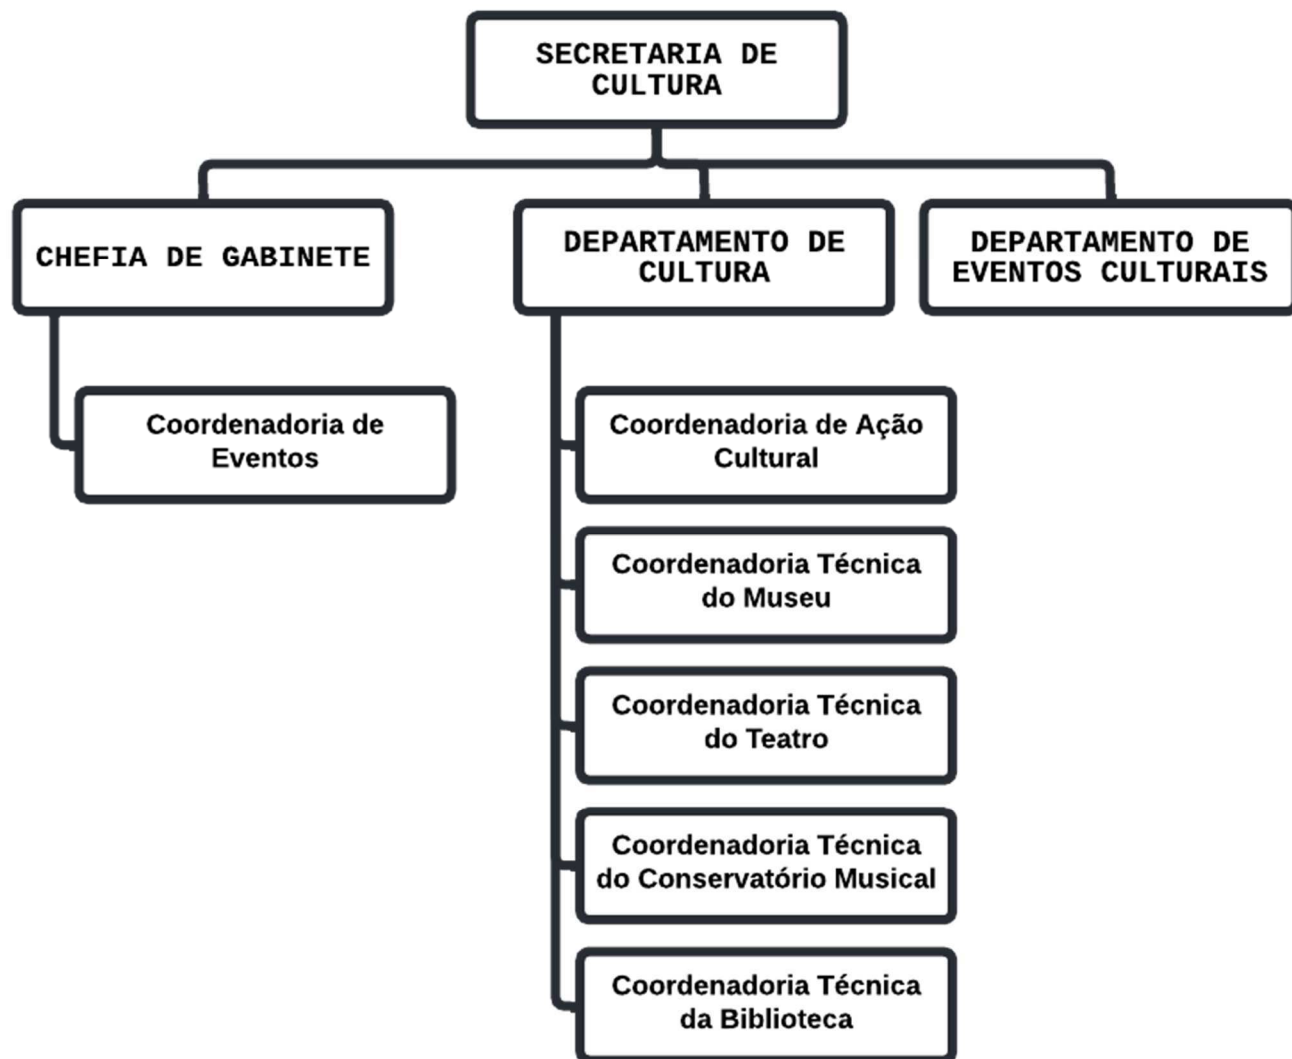 SECRETARIA DE
CULTURA
CHEFIA DE GABINETE
DEPARTAMENTO DE
CULTURA
DEPARTAMENTO DE
EVENTOS CULTURAIS
Coordenadoria de
Eventos
Coordenadoria de Ação
Cultural
Coordenadoria Técnica
do Museu
Coordenadoria Técnica
do Teatro
Coordenadoria Técnica
do Conservatório Musical
Coordenadoria Técnica
da Biblioteca